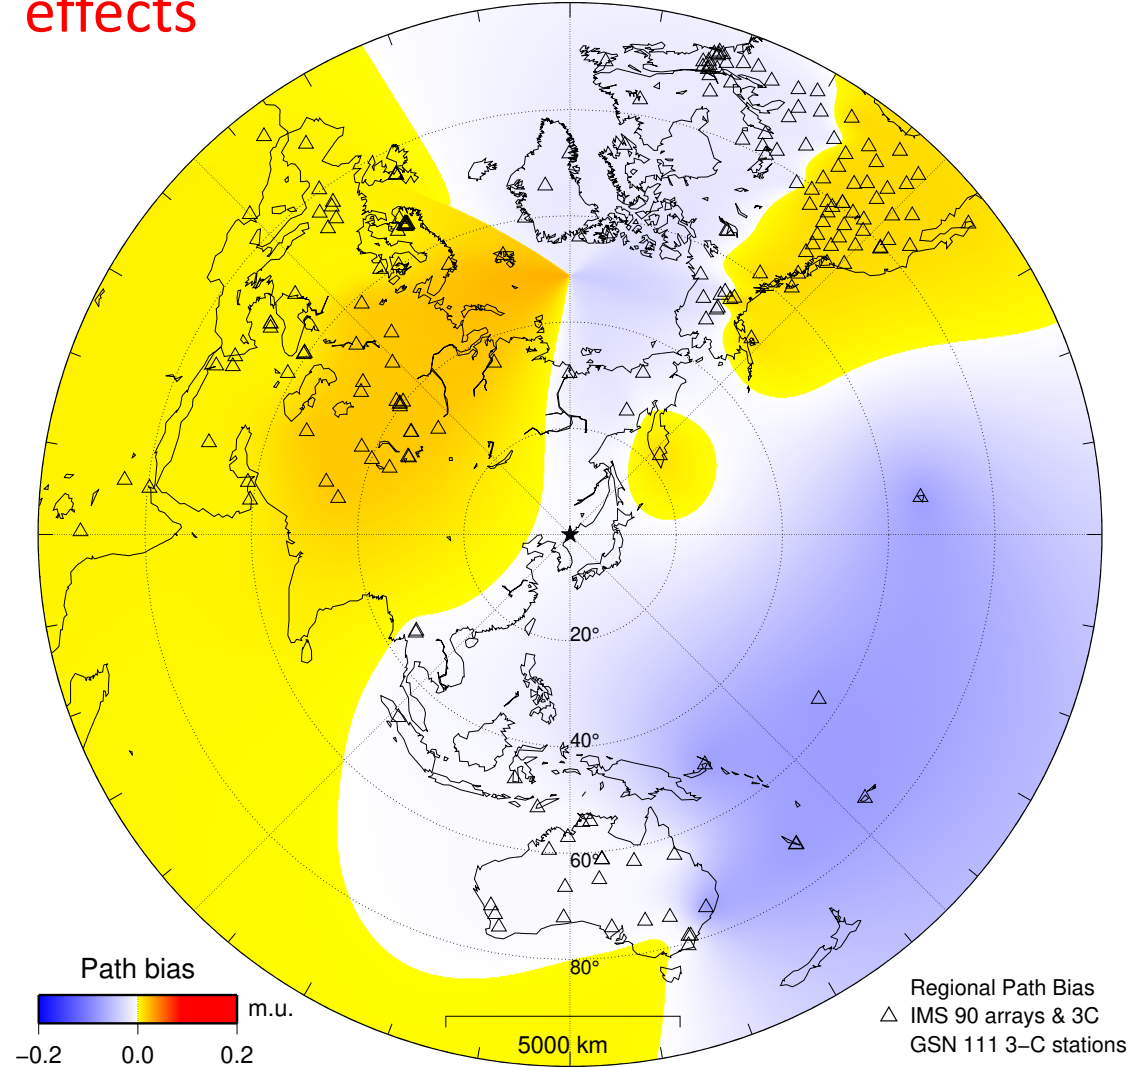 effects
20°
40°
60°
80°
Path bias
m.u.
−0.2 0.0 0.2
5000 km
Regional Path Bias
IMS 90 arrays & 3C
GSN 111 3−C stations